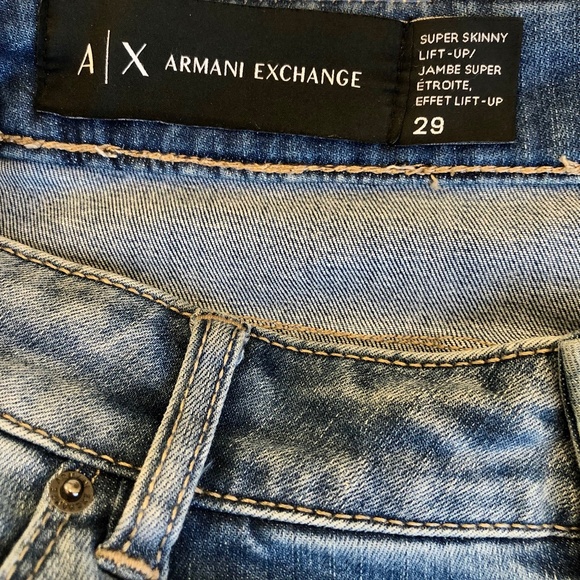 A|X ARMANI EXCHANGE
SUPER SKINNY
LIFT-UP/
JAMBE SUPER
ÉTROITE,
EFFET LIFT-UP
29